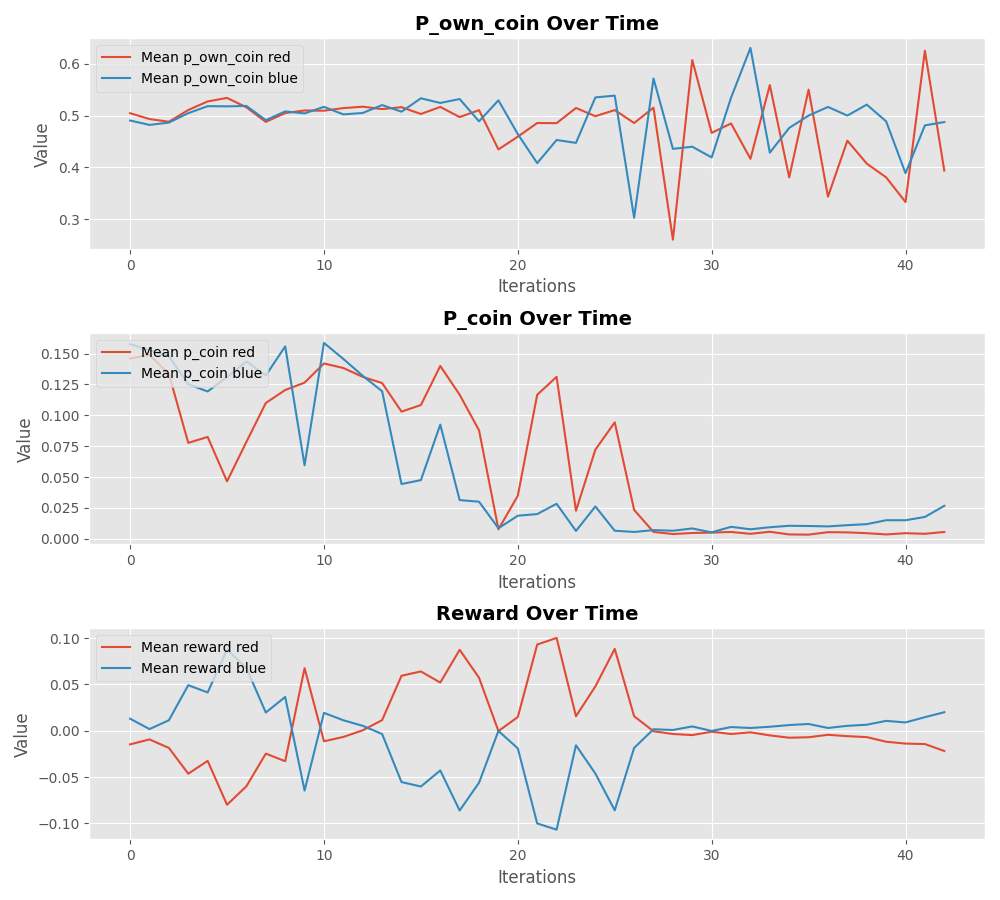 P_own_coin Over Time
Mean p_own_coin red
Mean p_own_coin blue
0.6
0.5
0.4
0.3
Value
0 10 20 30 40
Iterations
P_coin Over Time
Mean p_coin red
Mean p_coin blue
0.150
0.125
0.100
0.075
0.050
0.025
0.000
Value
0 10 20 30 40
Iterations
Reward Over Time
Mean reward red
Mean reward blue
0.10
0.05
0.00
−0.05
−0.10
Value
0 10 20 30 40
Iterations